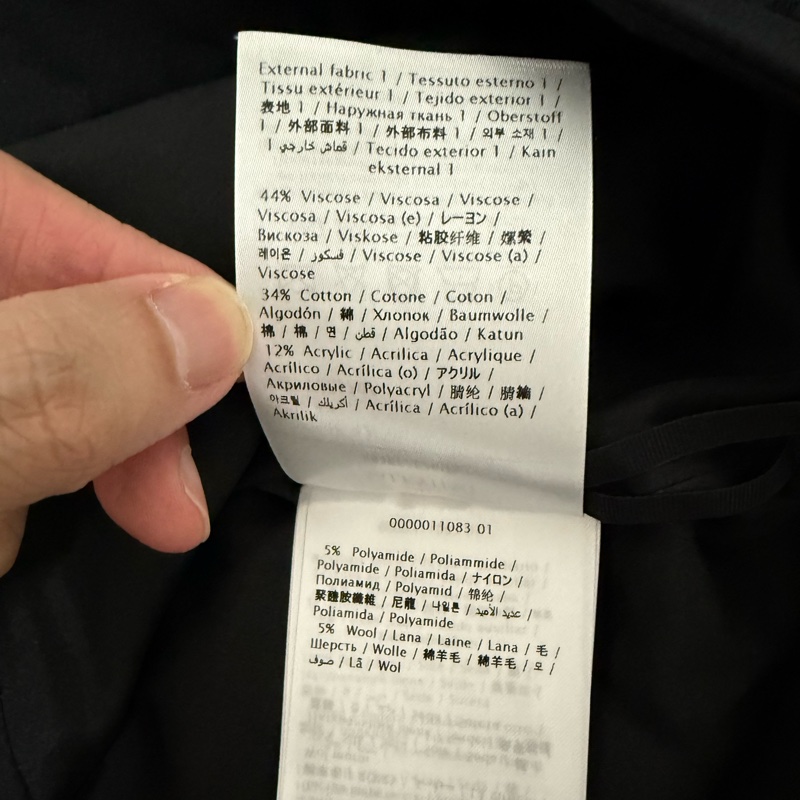 External fabric 1 / Tessuto esterno 1 /
Tissu extérieur 1 / Tejido exterior 1 /
表地 1 / Наружная ткань 1 / Oberstoff
1 / 外部面料 1 / 外部布料 1 / 외부 소재 1 /
1 قماش خارجي / Tecido exterior 1 / Kain
eksternal 1
44% Viscose / Viscosa / Viscose /
Viscosa / Viscosa (e) / レーヨン /
Вискоза / Viskose / 粘胶纤维 / 嫘縈 /
레이온 / فسكوز / Viscose / Viscose (a) /
Viscose
34% Cotton / Cotone / Coton /
Algodón / 綿 / Хлопок / Baumwolle /
棉 / 棉 / 면 / قطن / Algodão / Katun
12% Acrylic / Acrilica / Acrylique /
Acrílico / Acrílica (o) / アクリル /
Акриловые / Polyacryl / 腈纶 / 腈綸 /
아크릴 / أكريلك / Acrílica / Acrílico (a) /
Akrilik
0000011083 01
5% Polyamide / Poliammide /
Polyamide / Poliamida / ナイロン /
Полиамид / Polyamid / 锦纶 /
聚醯胺纖維 / 尼龍 / 나일론 / عديد الأميد /
Poliamida / Polyamide
5% Wool / Lana / Laine / Lana / 毛 /
Шерсть / Wolle / 綿羊毛 / 綿羊毛 / 모 /
صوف / Lã / Wol